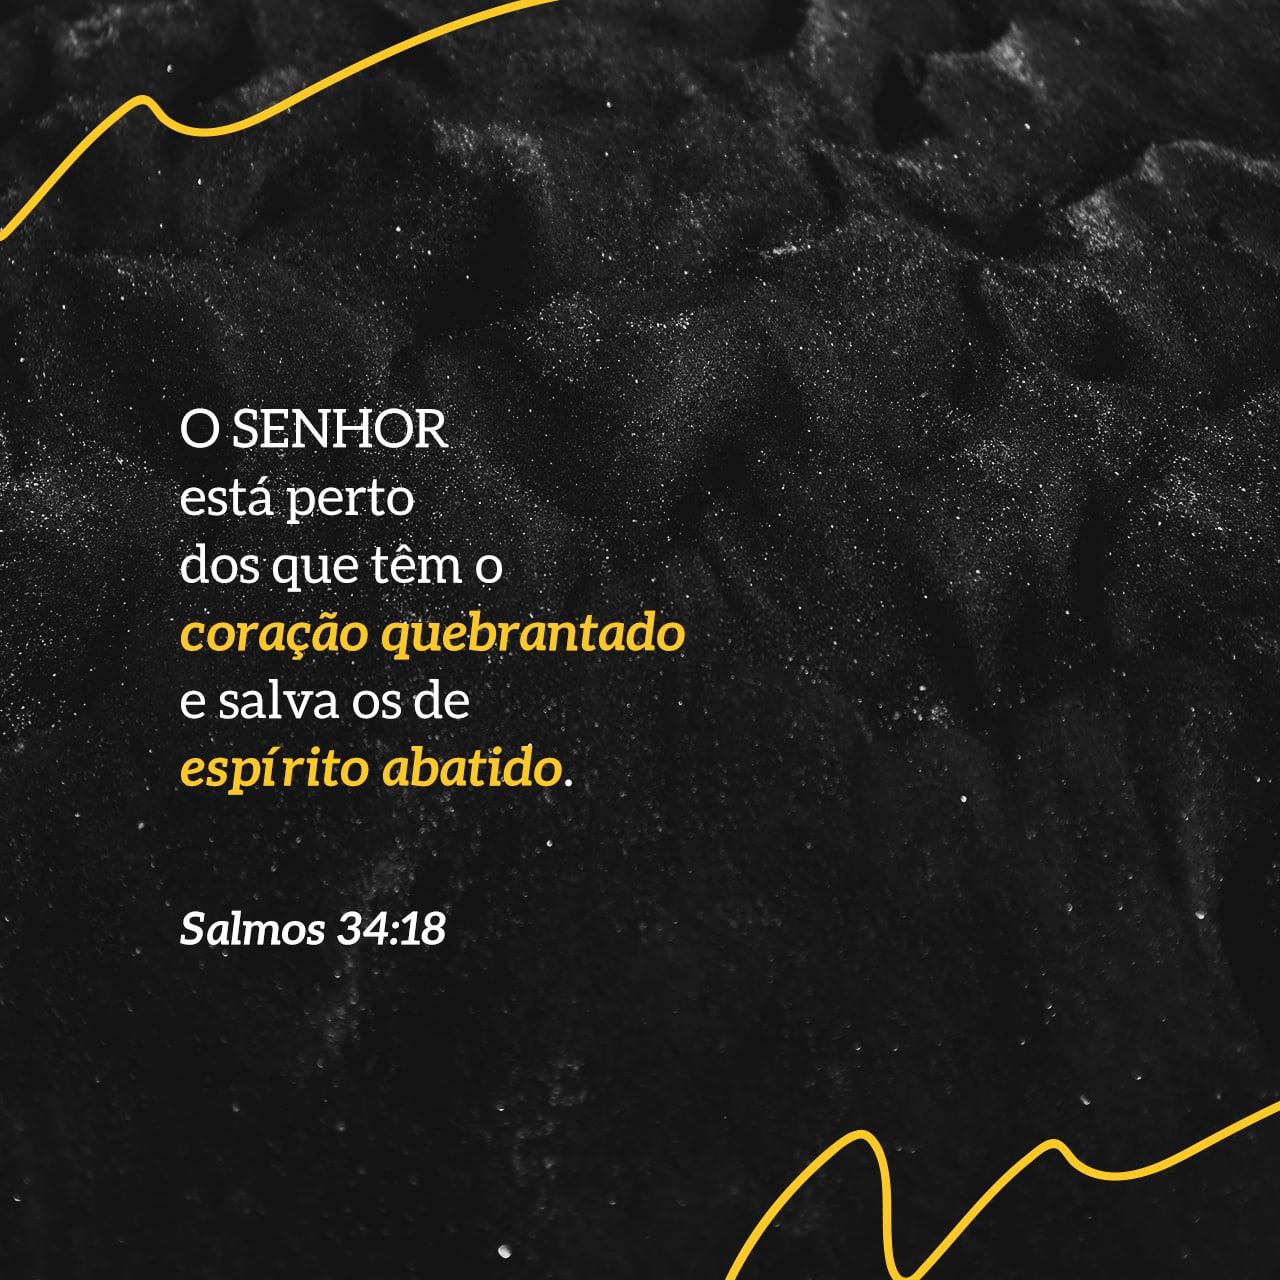 O SENHOR
está perto
dos que têm o
coração quebrantado
e salva os de
espírito abatido.
Salmos 34:18